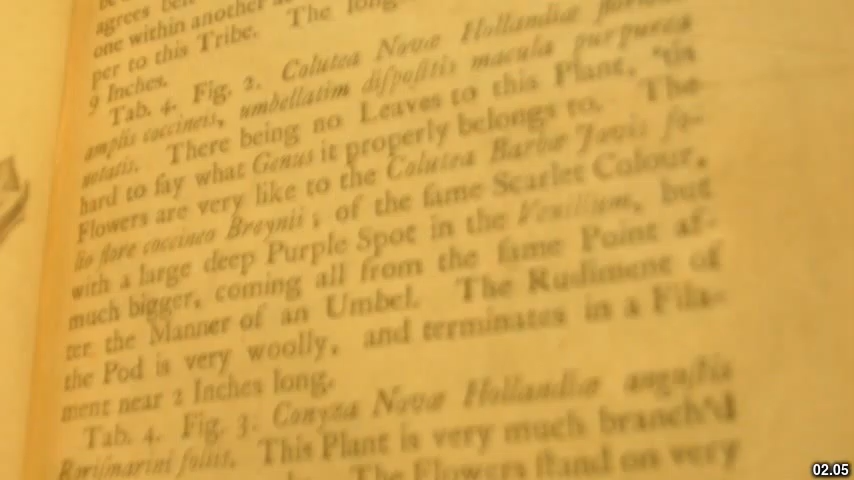 agrees
one within another
per to this Tribe. The long
9 Inches.
Tab. 4. Fig. 2. Colutea Novæ Hollandiæ floribus
amplis coccineis, umbellatim diſpoſitis macula purpurea
notatis. There being no Leaves to this Plant, 'tis
hard to ſay what Genus it properly belongs to. The
Flowers are very like to the Colutea Barbæ Jovis fo-
lio flore coccineo Breynii; of the ſame Scarlet Colour,
with a large deep Purple Spot in the Vexillum, but
much bigger, coming all from the ſame Point af-
ter the Manner of an Umbel. The Rudiment of
the Pod is very woolly, and terminates in a Fila-
ment near 2 Inches long.
Tab. 4. Fig. 3. Conyza Novæ Hollandiæ anguſtis
Roriſmarini foliis. This Plant is very much branch'd
The Flowers ſtand on very
02.05